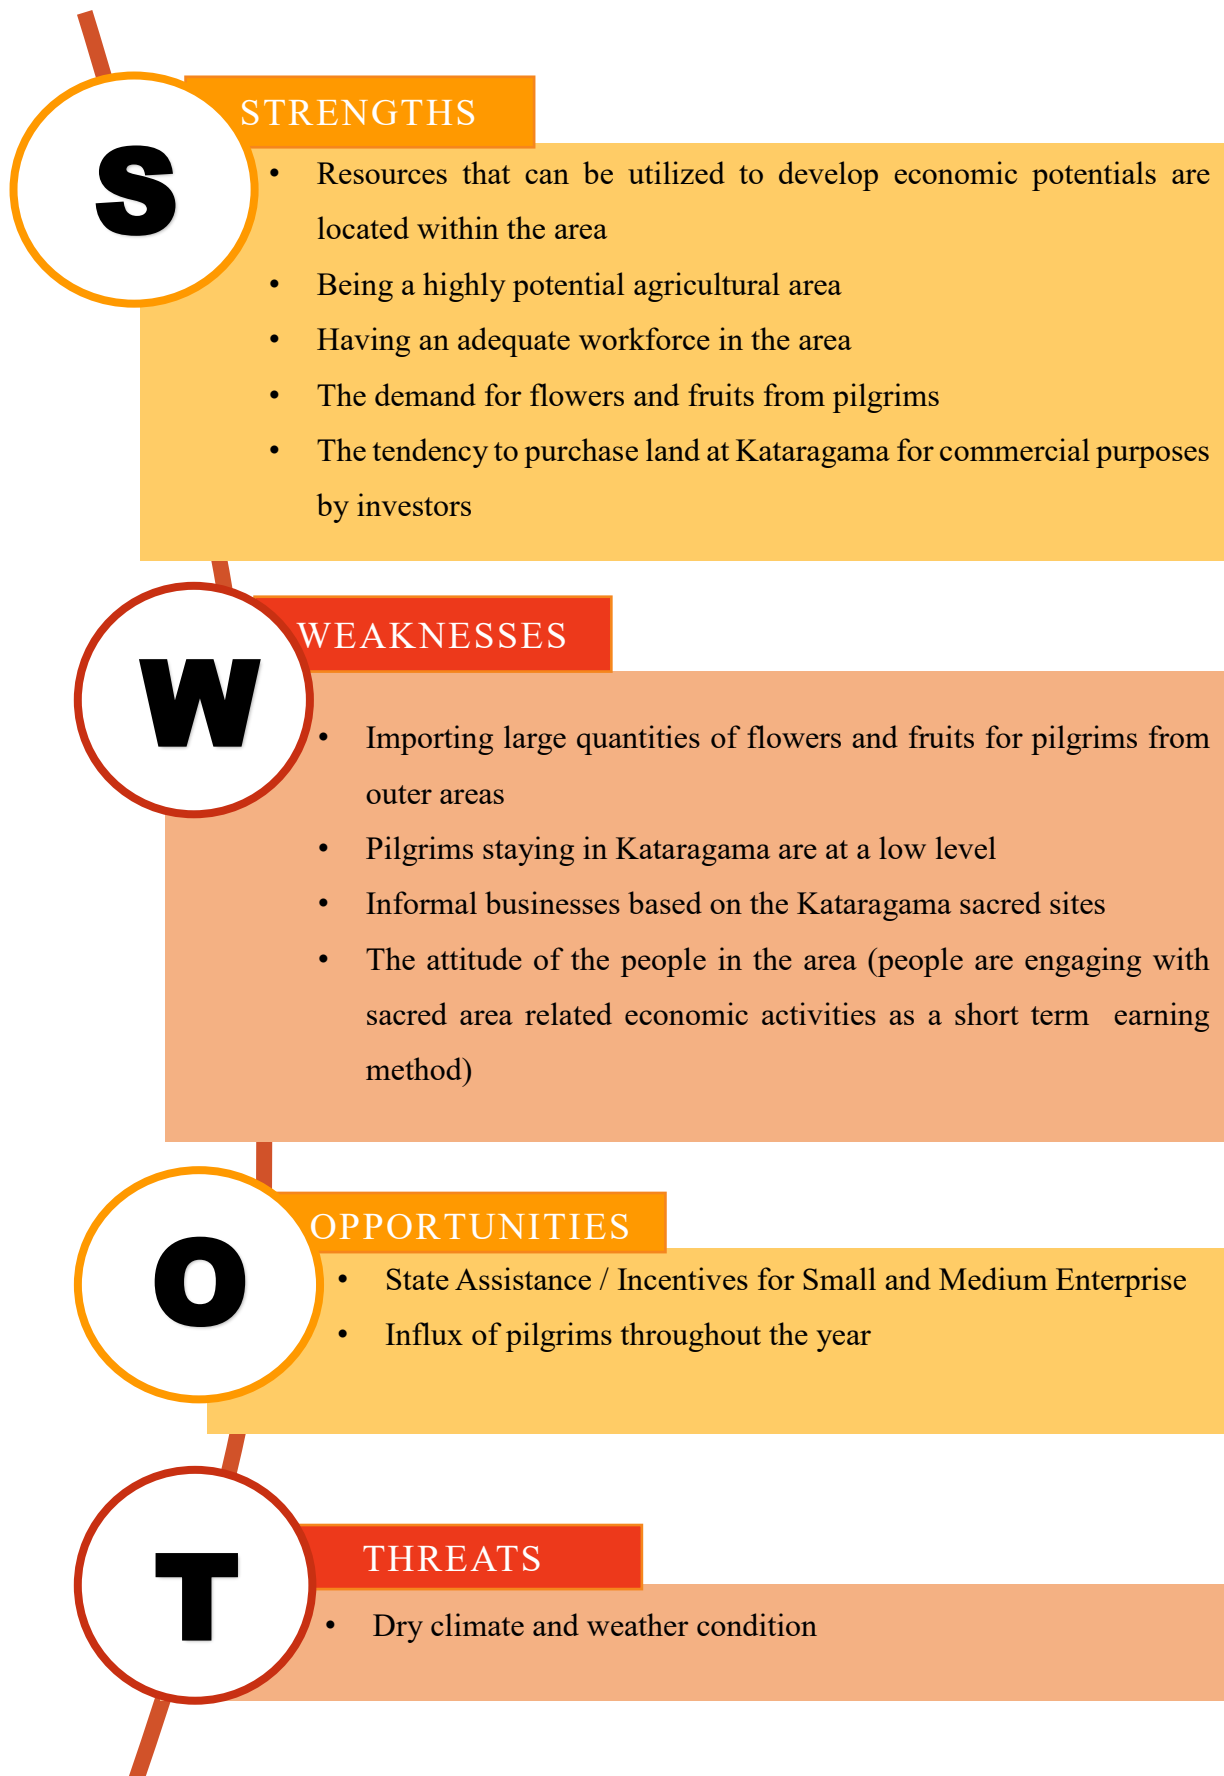 S
STRENGTHS
• Resources that can be utilized to develop economic potentials are
located within the area
• Being a highly potential agricultural area
• Having an adequate workforce in the area
• The demand for flowers and fruits from pilgrims
• The tendency to purchase land at Kataragama for commercial purposes
by investors
W
WEAKNESSES
• Importing large quantities of flowers and fruits for pilgrims from
outer areas
• Pilgrims staying in Kataragama are at a low level
• Informal businesses based on the Kataragama sacred sites
• The attitude of the people in the area (people are engaging with
sacred area related economic activities as a short term earning
method)
O
OPPORTUNITIES
• State Assistance / Incentives for Small and Medium Enterprise
• Influx of pilgrims throughout the year
T
THREATS
• Dry climate and weather condition